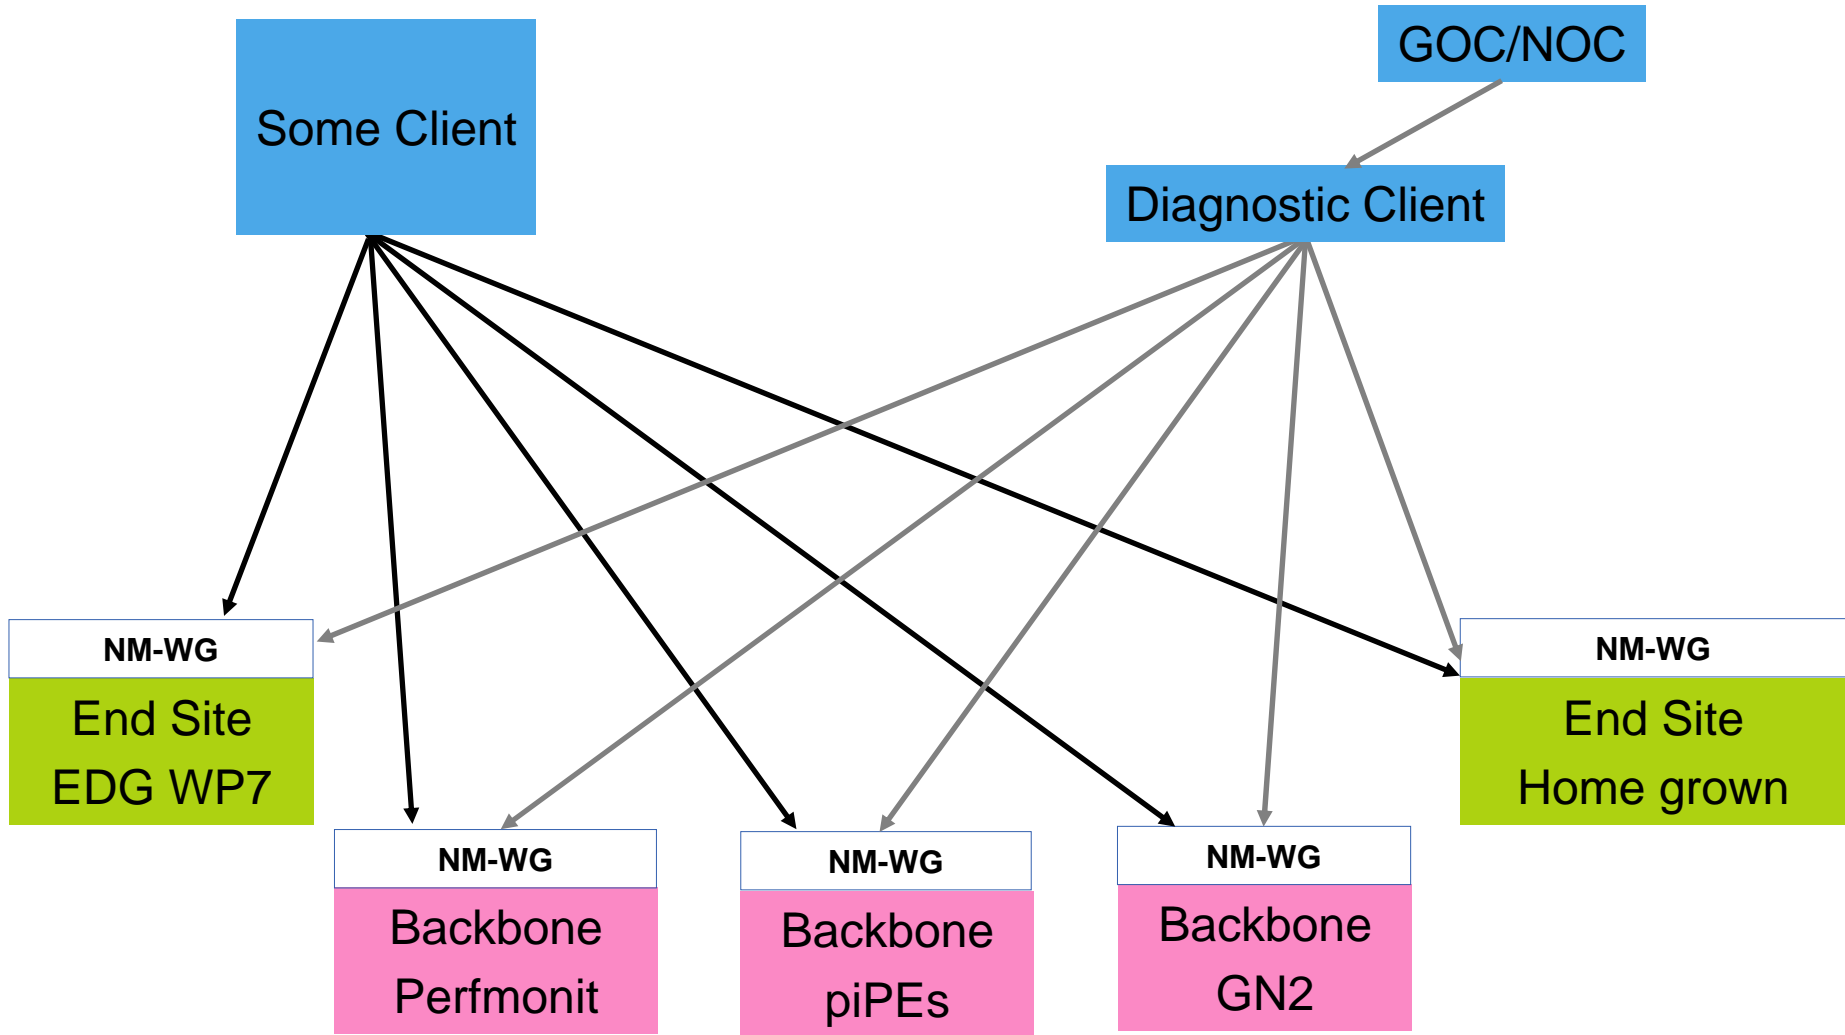 GOC/NOC
Some Client
Diagnostic Client
NM-WG
End Site
EDG WP7
NM-WG
End Site
Home grown
NM-WG
Backbone
Perfmonit
NM-WG
Backbone
piPEs
NM-WG
Backbone
GN2